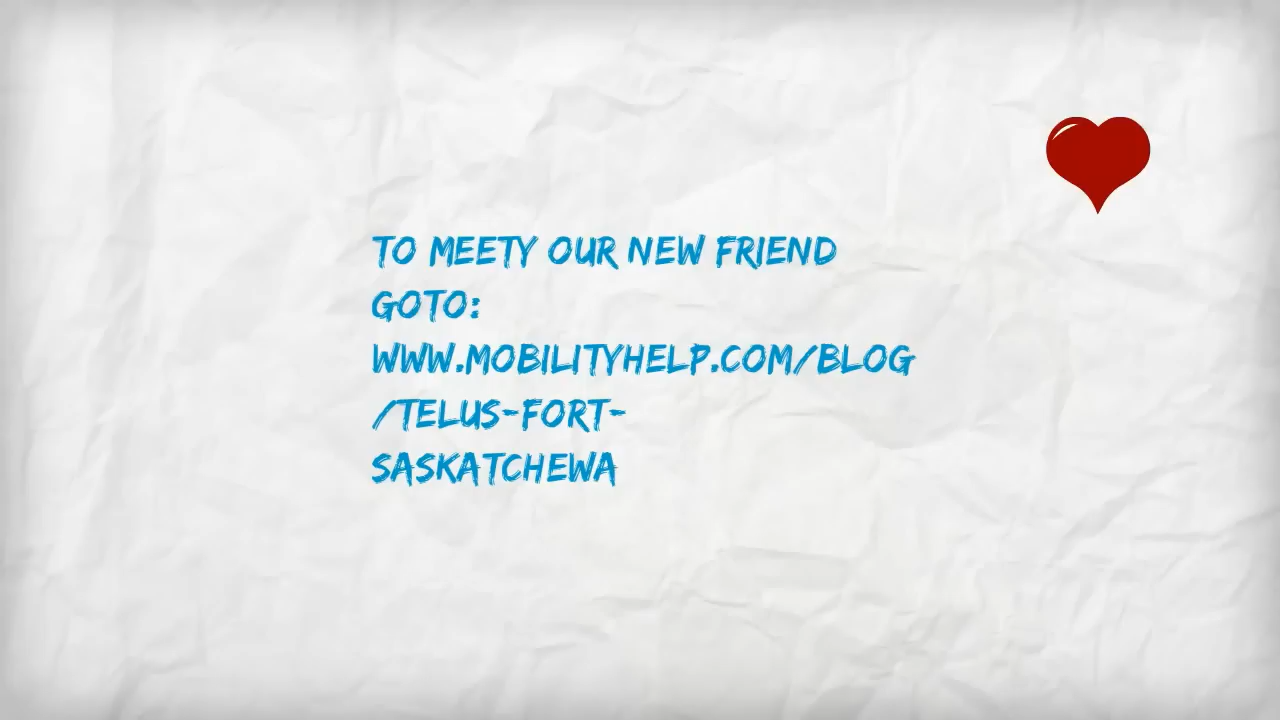 TO MEETY OUR NEW FRIEND
GOTO:
WWW.MOBILITYHELP.COM/BLOG
/TELUS-FORT-
SASKATCHEWA